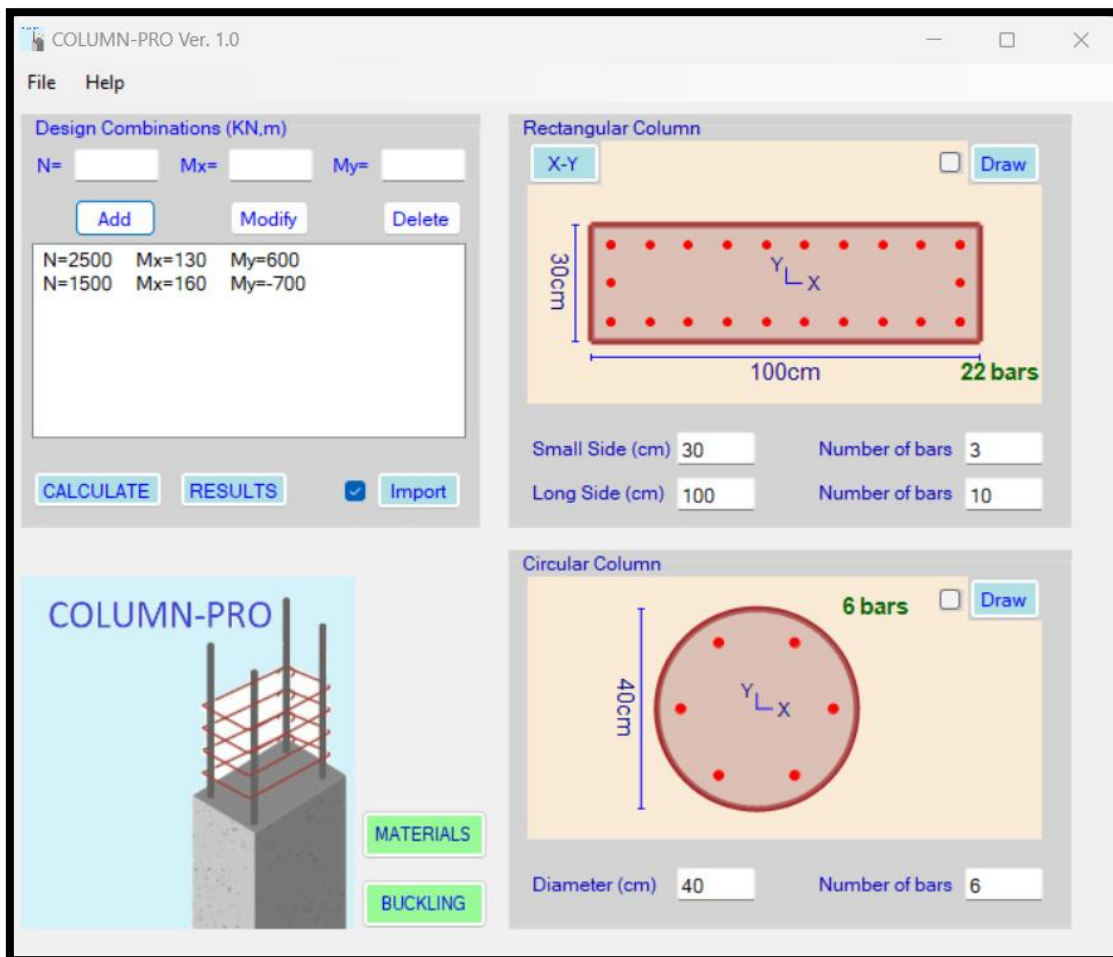 COLUMN-PRO Ver. 1.0
File Help
Design Combinations (KN,m)
N= Mx= My=
Add Modify Delete
N=2500 Mx=130 My=600
N=1500 Mx=160 My=-700
CALCULATE RESULTS Import
Rectangular Column
X-Y Draw
30cm
Y
X
100cm
22 bars
Small Side (cm) 30 Number of bars 3
Long Side (cm) 100 Number of bars 10
COLUMN-PRO
MATERIALS
BUCKLING
Circular Column
6 bars Draw
40cm
Y
X
Diameter (cm) 40 Number of bars 6